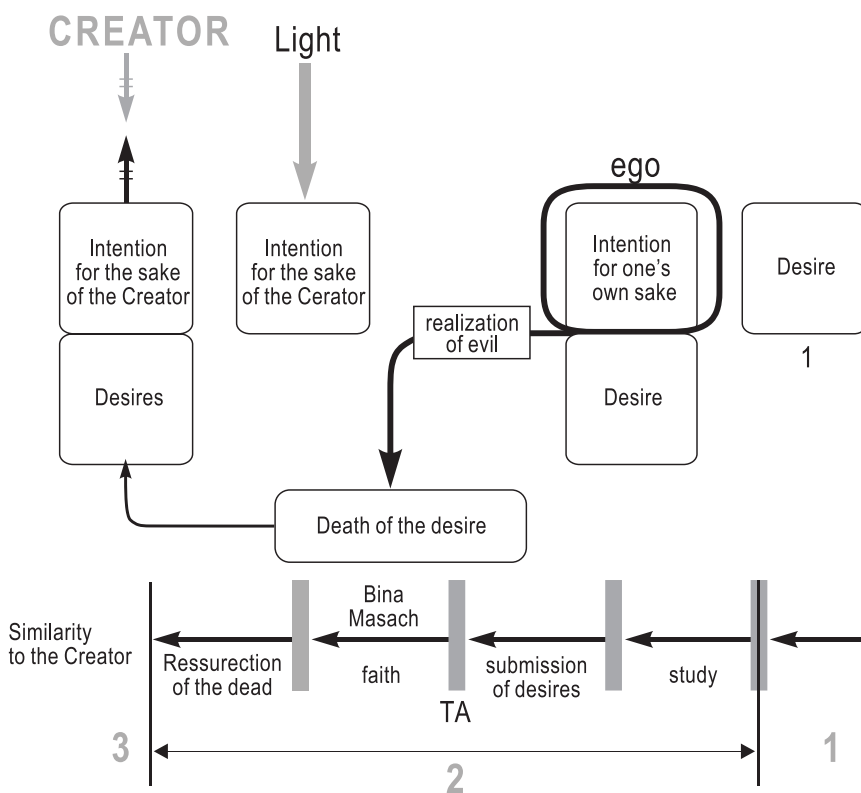 CREATOR
Light
ego
Intention
for the sake
of the Creator
Intention
for the sake
of the Cerator
Intention
for one's
own sake
Desire
1
realization
of evil
Desires
Desire
Death of the desire
Similarity
to the Creator
Ressurection
of the dead
Bina
Masach
faith
TA
submission
of desires
study
3
2
1